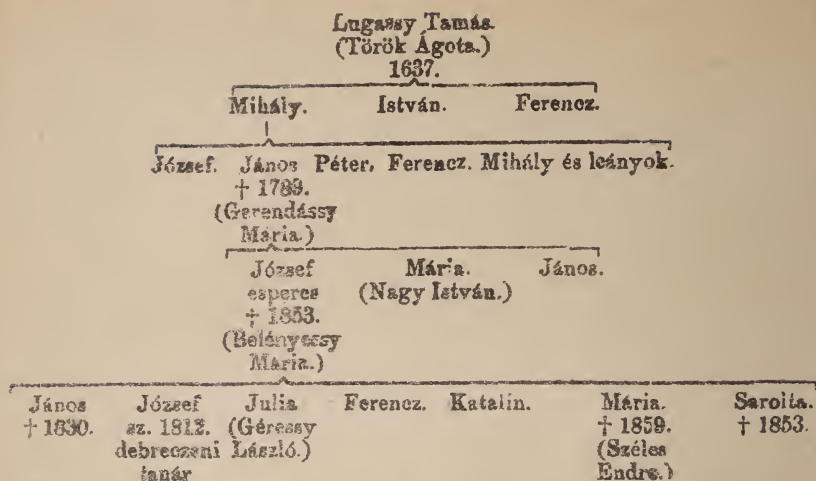 Lugassy Tamás.
(Török Ágota.)
1637.
Mihály. István. Ferencz.
József. János Péter. Ferencz. Mihály és leányok.
† 1789.
(Gerendássy
Mária.)
József Mária. János.
esperes (Nagy István.)
† 1853.
(Belényessy
Mária.)
János József Julia Ferencz. Katalin. Mária. Sarolta.
† 1830. sz. 1812. (Géressy † 1859. † 1853.
debreczeni László.) (Széles
tanár Endre.)